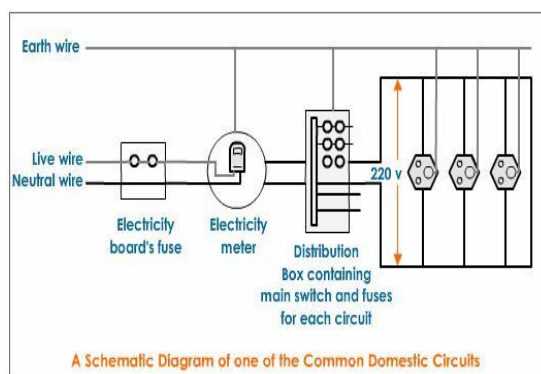 Earth wire
Live wire
Neutral wire
220 v
Electricity
board's fuse
Electricity
meter
Distribution
Box containing
main switch and fuses
for each circuit
A Schematic Diagram of one of the Common Domestic Circuits